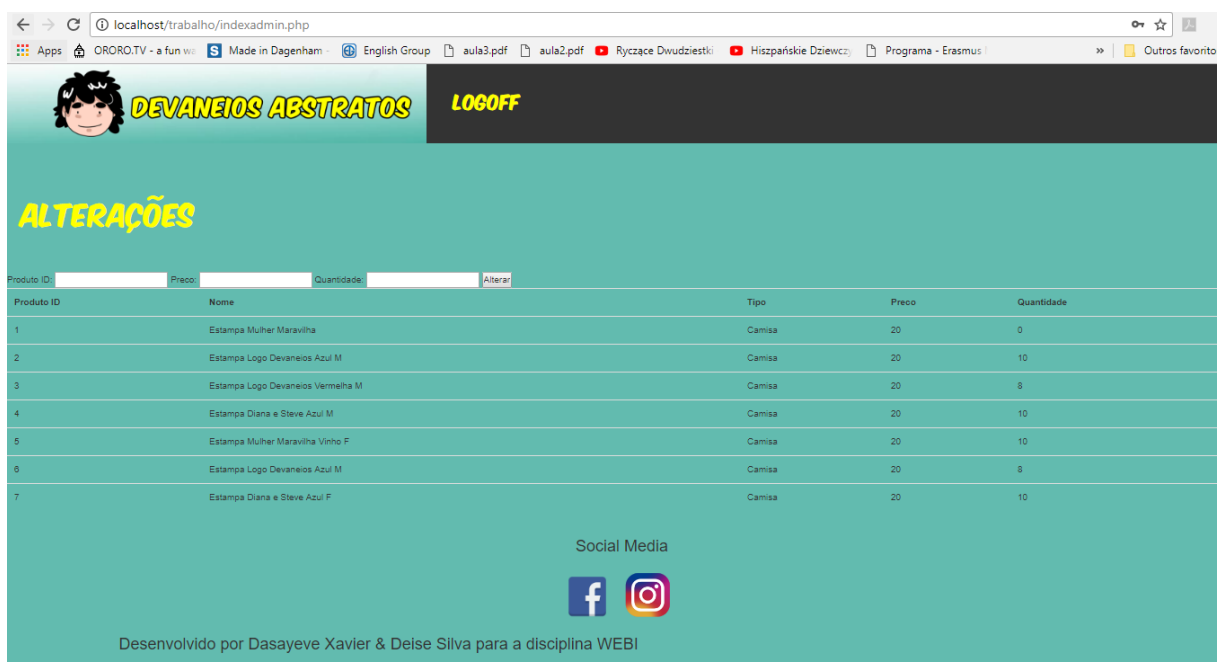 localhost/trabalho/indexadmin.php
Apps ORORO.TV - a fun wa Made in Dagenham - English Group aula3.pdf aula2.pdf Ryczące Dwudziestki Hiszpańskie Dziewczy Programa - Erasmus » Outros favorito
DEVANEIOS ABSTRATOS LOGOFF
ALTERAÇÕES
Produto ID: Preco: Quantidade: Alterar
Produto ID Nome Tipo Preco Quantidade
1 Estampa Mulher Maravilha Camisa 20 0
2 Estampa Logo Devaneios Azul M Camisa 20 10
3 Estampa Logo Devaneios Vermelha M Camisa 20 8
4 Estampa Diana e Steve Azul M Camisa 20 10
5 Estampa Mulher Maravilha Vinho F Camisa 20 10
6 Estampa Logo Devaneios Azul M Camisa 20 8
7 Estampa Diana e Steve Azul F Camisa 20 10
Social Media
Desenvolvido por Dasayeve Xavier & Deise Silva para a disciplina WEBI